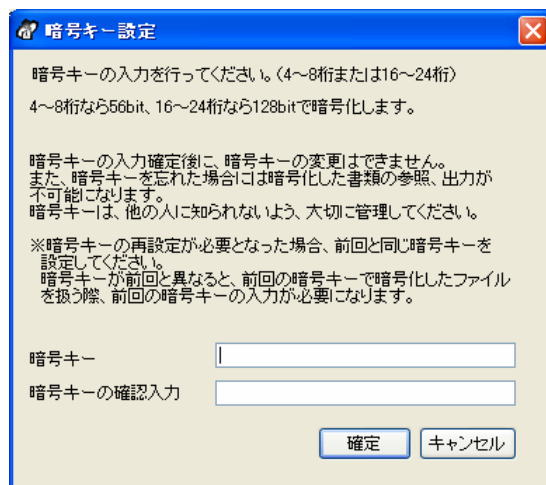 暗号キー設定
暗号キーの入力を行ってください。(4～8桁または16～24桁)
4～8桁なら56bit、16～24桁なら128bitで暗号化します。
暗号キーの入力確定後に、暗号キーの変更はできません。
また、暗号キーを忘れた場合には暗号化した書類の参照、出力が
不可能になります。
暗号キーは、他の人に知られないよう、大切に管理してください。
※暗号キーの再設定が必要となった場合、前回と同じ暗号キーを
設定してください。
暗号キーが前回と異なると、前回の暗号キーで暗号化したファイル
を扱う際、前回の暗号キーの入力が必要になります。
暗号キー
暗号キーの確認入力
確定
キャンセル